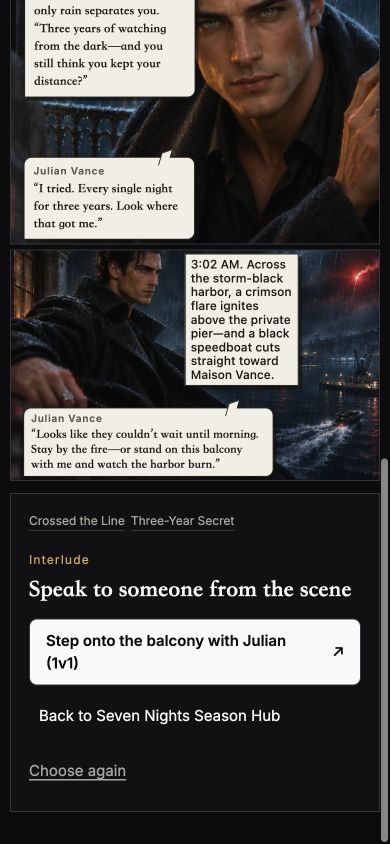 only rain separates you.
“Three years of watching
from the dark—and you
still think you kept your
distance?”
Julian Vance
“I tried. Every single night
for three years. Look where
that got me.”
3:02 AM. Across
the storm-black
harbor, a crimson
flare ignites
above the private
pier—and a black
speedboat cuts
straight toward
Maison Vance.
Julian Vance
“Looks like they couldn’t wait until morning.
Stay by the fire—or stand on this balcony
with me and watch the harbor burn.”
Crossed the Line Three-Year Secret
Interlude
Speak to someone from the scene
Step onto the balcony with Julian
(1v1)
Back to Seven Nights Season Hub
Choose again